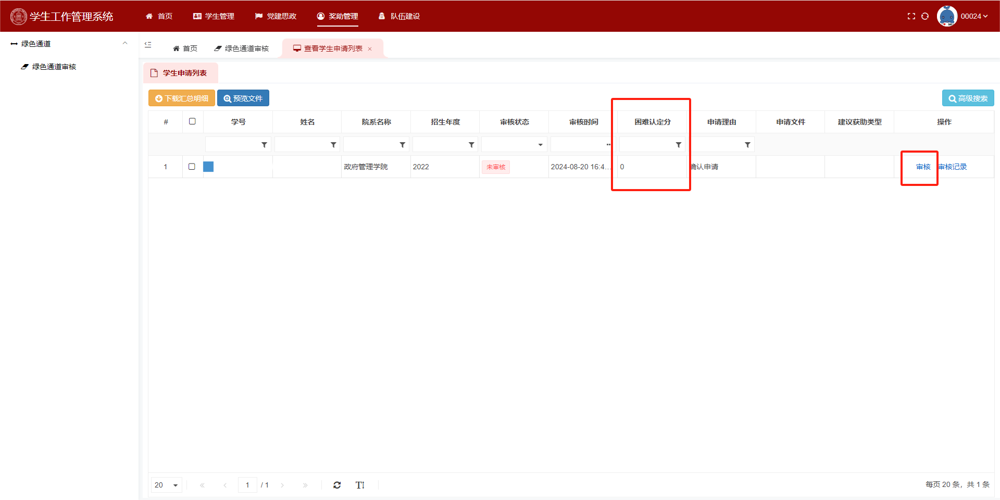 学生工作管理系统 首页 学生管理 党建思政 奖助管理 队伍建设 00024
绿色通道
绿色通道审核
首页 绿色通道审核 查看学生申请列表 ×
学生申请列表
下载汇总明细 预览文件 高级搜索
# 学号 姓名 院系名称 招生年度 审核状态 审核时间 困难认定分 申请理由 申请文件 建议获助类型 操作
1 政府管理学院 2022 未审核 2024-08-20 16:4... 0 确认申请 审核 审核记录
20 « ‹ 1 / 1 › » T 每页 20 条，共 1 条